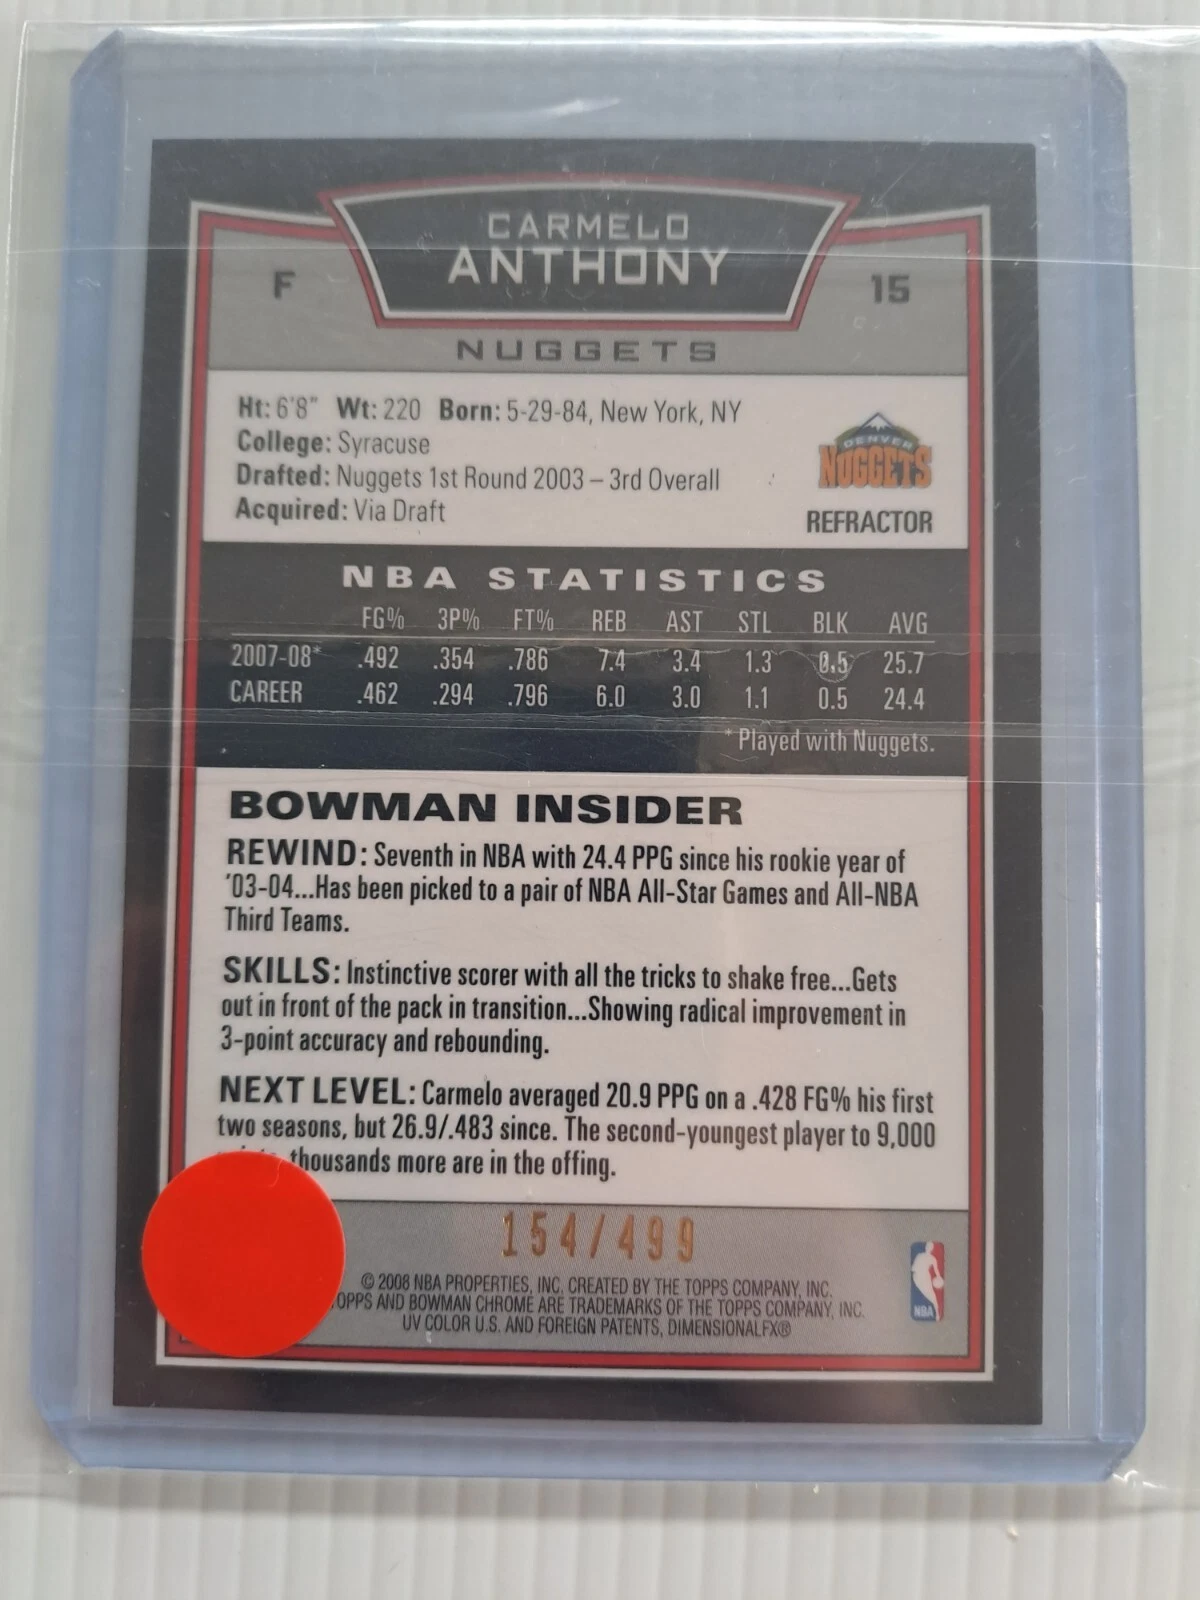 CARMELO
ANTHONY
F
15
NUGGETS
Ht: 6'8" Wt: 220 Born: 5-29-84, New York, NY
College: Syracuse
Drafted: Nuggets 1st Round 2003 – 3rd Overall
Acquired: Via Draft
DENVER
NUGGETS
REFRACTOR
NBA STATISTICS
FG% 3P% FT% REB AST STL BLK AVG
2007-08* .492 .354 .786 7.4 3.4 1.3 0.5 25.7
CAREER .462 .294 .796 6.0 3.0 1.1 0.5 24.4
* Played with Nuggets.
BOWMAN INSIDER
REWIND: Seventh in NBA with 24.4 PPG since his rookie year of
'03-04...Has been picked to a pair of NBA All-Star Games and All-NBA
Third Teams.
SKILLS: Instinctive scorer with all the tricks to shake free...Gets
out in front of the pack in transition...Showing radical improvement in
3-point accuracy and rebounding.
NEXT LEVEL: Carmelo averaged 20.9 PPG on a .428 FG% his first
two seasons, but 26.9/.483 since. The second-youngest player to 9,000
thousands more are in the offing.
154/499
© 2008 NBA PROPERTIES, INC. CREATED BY THE TOPPS COMPANY, INC.
OPPS AND BOWMAN CHROME ARE TRADEMARKS OF THE TOPPS COMPANY, INC.
UV COLOR U.S. AND FOREIGN PATENTS, DIMENSIONALFX®
NBA